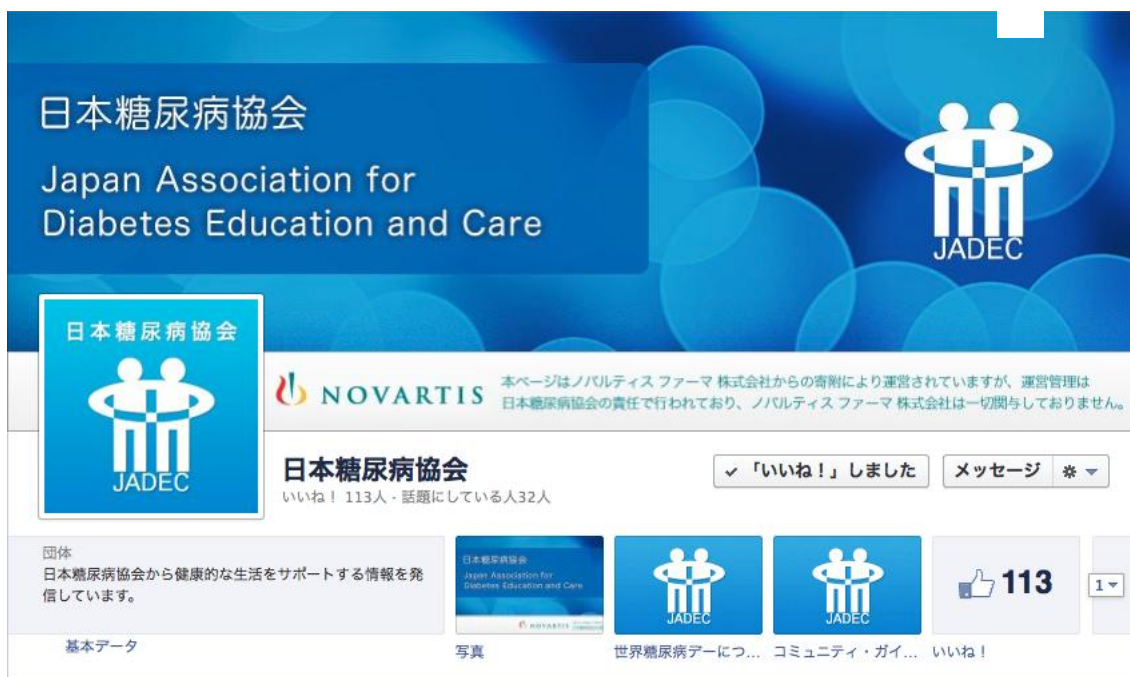 日本糖尿病協会
Japan Association for
Diabetes Education and Care
JADEC
日本糖尿病協会
JADEC
NOVARTIS
本ページはノバルティス ファーマ 株式会社からの寄附により運営されていますが、運営管理は
日本糖尿病協会の責任で行われており、ノバルティス ファーマ 株式会社は一切関与しておりません。
日本糖尿病協会
いいね！ 113人 · 話題にしている人32人
✓ 「いいね！」しました
メッセージ
団体
日本糖尿病協会から健康的な生活をサポートする情報を発
信しています。
基本データ
日本糖尿病協会
Japan Association for
Diabetes Education and Care
NOVARTIS
写真
JADEC
世界糖尿病デーにつ...
JADEC
コミュニティ・ガイ...
113
いいね！
1